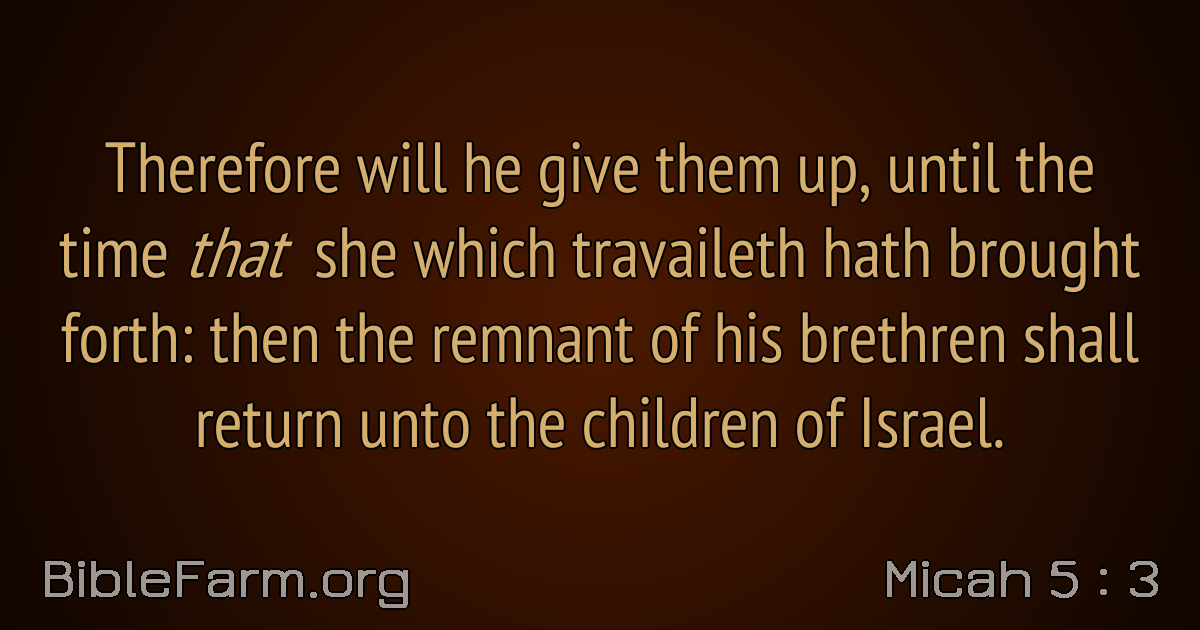 Therefore will he give them up, until the
time that she which travaileth hath brought
forth: then the remnant of his brethren shall
return unto the children of Israel.
BibleFarm.org
Micah 5 : 3